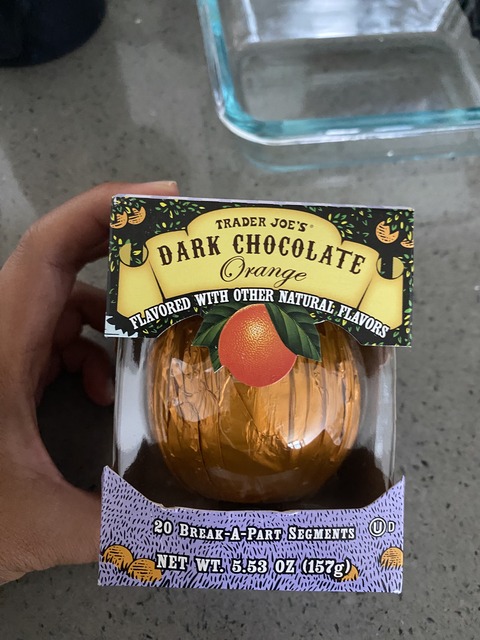 TRADER JOE'S®
DARK CHOCOLATE
Orange
FLAVORED WITH OTHER NATURAL FLAVORS
20 BREAK-A-PART SEGMENTS
U D
NET WT. 5.53 OZ (157g)